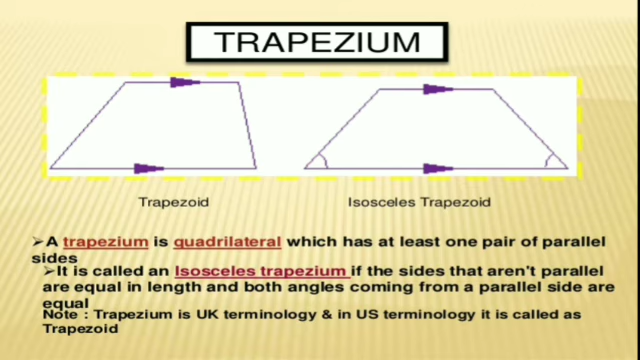 TRAPEZIUM
Trapezoid
Isosceles Trapezoid
➢A trapezium is quadrilateral which has at least one pair of parallel
sides
➢It is called an Isosceles trapezium if the sides that aren't parallel
are equal in length and both angles coming from a parallel side are
equal
Note : Trapezium is UK terminology & in US terminology it is called as
Trapezoid